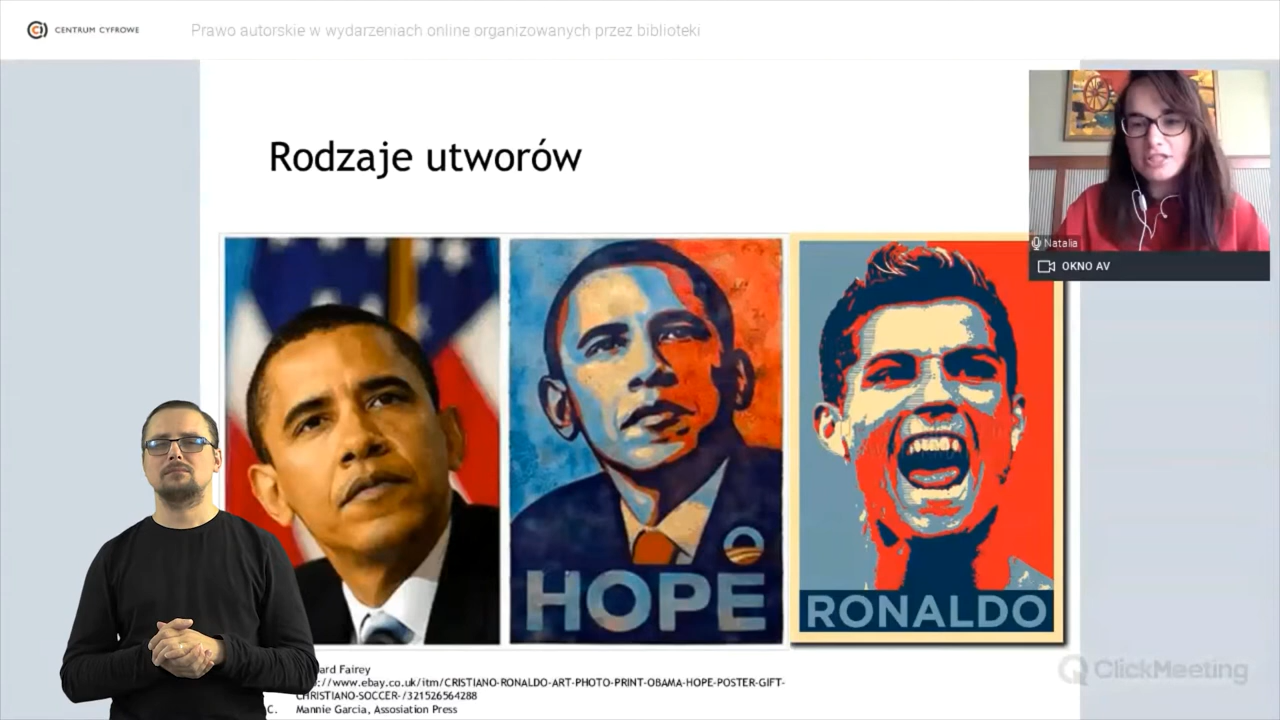 CENTRUM CYFROWE
Prawo autorskie w wydarzeniach online organizowanych przez biblioteki
Rodzaje utworów
Natalia
OKNO AV
HOPE
RONALDO
ard Fairey
://www.ebay.co.uk/itm/CRISTIANO-RONALDO-ART-PHOTO-PRINT-OBAMA-HOPE-POSTER-GIFT-
CHRISTIANO-SOCCER-/321526564288
C. Mannie Garcia, Assosiation Press
ClickMeeting